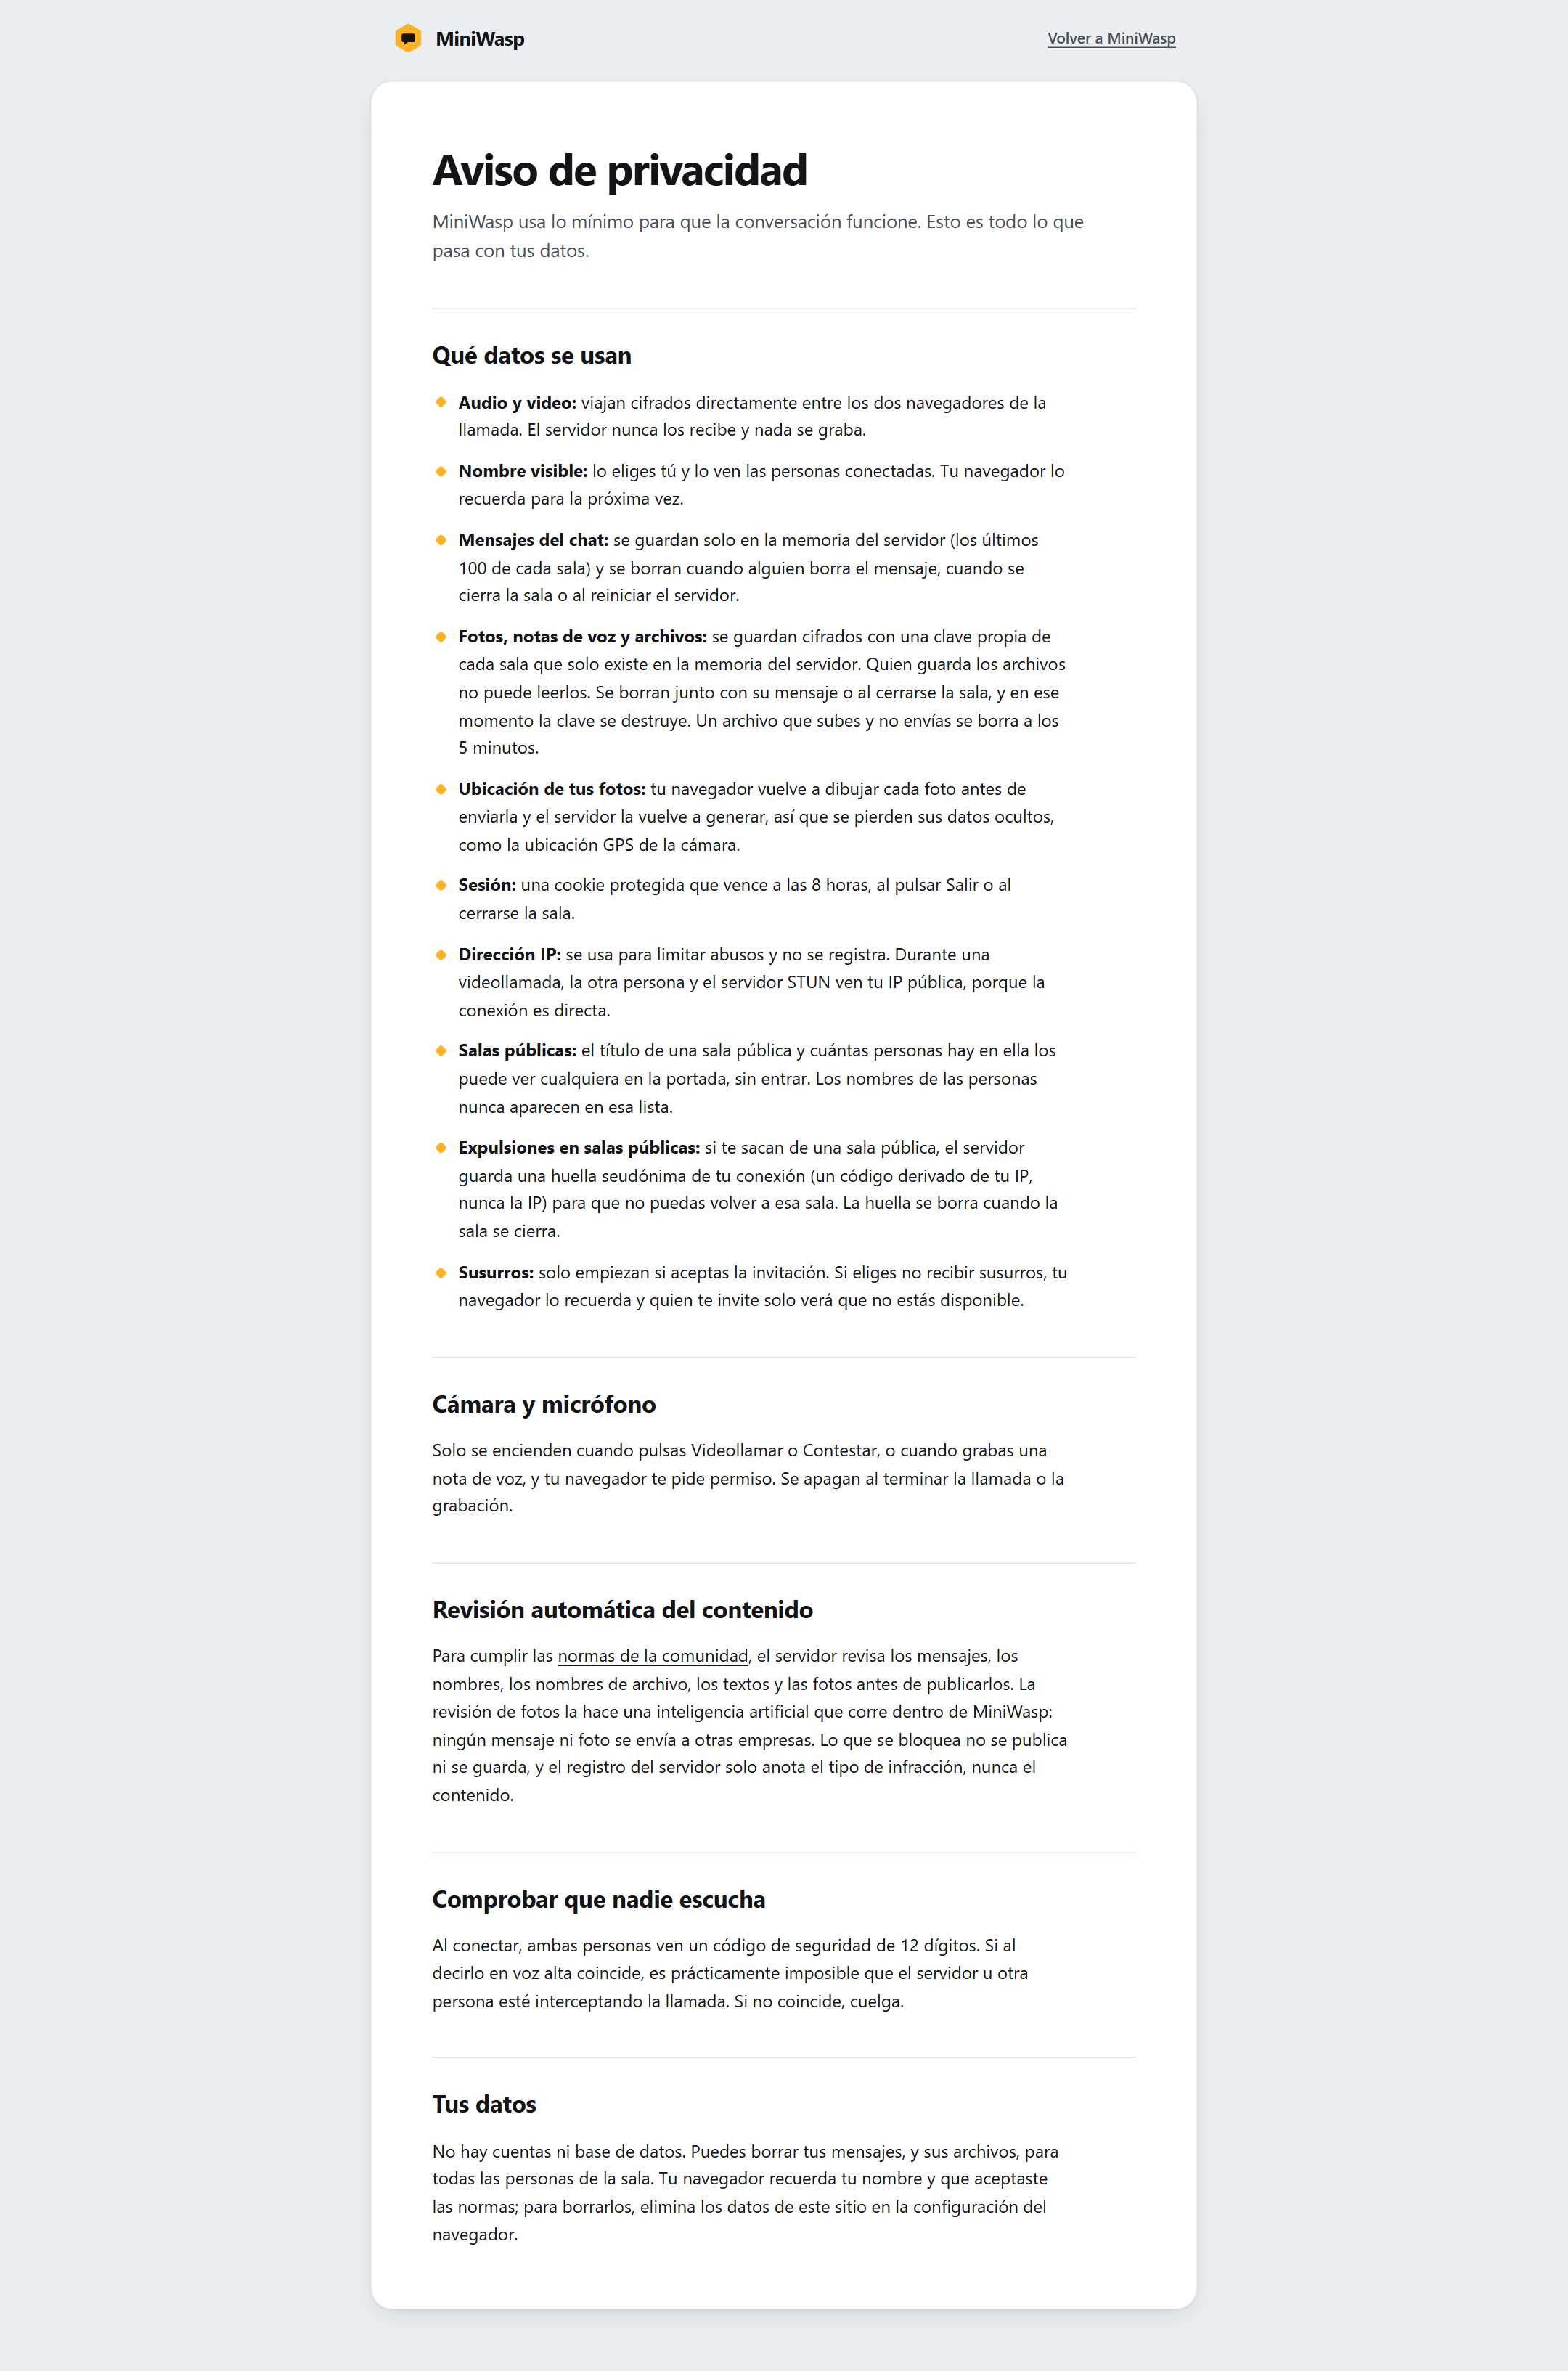 MiniWasp
Volver a MiniWasp
Aviso de privacidad
MiniWasp usa lo mínimo para que la conversación funcione. Esto es todo lo que
pasa con tus datos.
Qué datos se usan
Audio y video: viajan cifrados directamente entre los dos navegadores de la
llamada. El servidor nunca los recibe y nada se graba.
Nombre visible: lo eliges tú y lo ven las personas conectadas. Tu navegador lo
recuerda para la próxima vez.
Mensajes del chat: se guardan solo en la memoria del servidor (los últimos
100 de cada sala) y se borran cuando alguien borra el mensaje, cuando se
cierra la sala o al reiniciar el servidor.
Fotos, notas de voz y archivos: se guardan cifrados con una clave propia de
cada sala que solo existe en la memoria del servidor. Quien guarda los archivos
no puede leerlos. Se borran junto con su mensaje o al cerrarse la sala, y en ese
momento la clave se destruye. Un archivo que subes y no envías se borra a los
5 minutos.
Ubicación de tus fotos: tu navegador vuelve a dibujar cada foto antes de
enviarla y el servidor la vuelve a generar, así que se pierden sus datos ocultos,
como la ubicación GPS de la cámara.
Sesión: una cookie protegida que vence a las 8 horas, al pulsar Salir o al
cerrarse la sala.
Dirección IP: se usa para limitar abusos y no se registra. Durante una
videollamada, la otra persona y el servidor STUN ven tu IP pública, porque la
conexión es directa.
Salas públicas: el título de una sala pública y cuántas personas hay en ella los
puede ver cualquiera en la portada, sin entrar. Los nombres de las personas
nunca aparecen en esa lista.
Expulsiones en salas públicas: si te sacan de una sala pública, el servidor
guarda una huella seudónima de tu conexión (un código derivado de tu IP,
nunca la IP) para que no puedas volver a esa sala. La huella se borra cuando la
sala se cierra.
Susurros: solo empiezan si aceptas la invitación. Si eliges no recibir susurros, tu
navegador lo recuerda y quien te invite solo verá que no estás disponible.
Cámara y micrófono
Solo se encienden cuando pulsas Videollamar o Contestar, o cuando grabas una
nota de voz, y tu navegador te pide permiso. Se apagan al terminar la llamada o la
grabación.
Revisión automática del contenido
Para cumplir las normas de la comunidad, el servidor revisa los mensajes, los
nombres, los nombres de archivo, los textos y las fotos antes de publicarlos. La
revisión de fotos la hace una inteligencia artificial que corre dentro de MiniWasp:
ningún mensaje ni foto se envía a otras empresas. Lo que se bloquea no se publica
ni se guarda, y el registro del servidor solo anota el tipo de infracción, nunca el
contenido.
Comprobar que nadie escucha
Al conectar, ambas personas ven un código de seguridad de 12 dígitos. Si al
decirlo en voz alta coincide, es prácticamente imposible que el servidor u otra
persona esté interceptando la llamada. Si no coincide, cuelga.
Tus datos
No hay cuentas ni base de datos. Puedes borrar tus mensajes, y sus archivos, para
todas las personas de la sala. Tu navegador recuerda tu nombre y que aceptaste
las normas; para borrarlos, elimina los datos de este sitio en la configuración del
navegador.